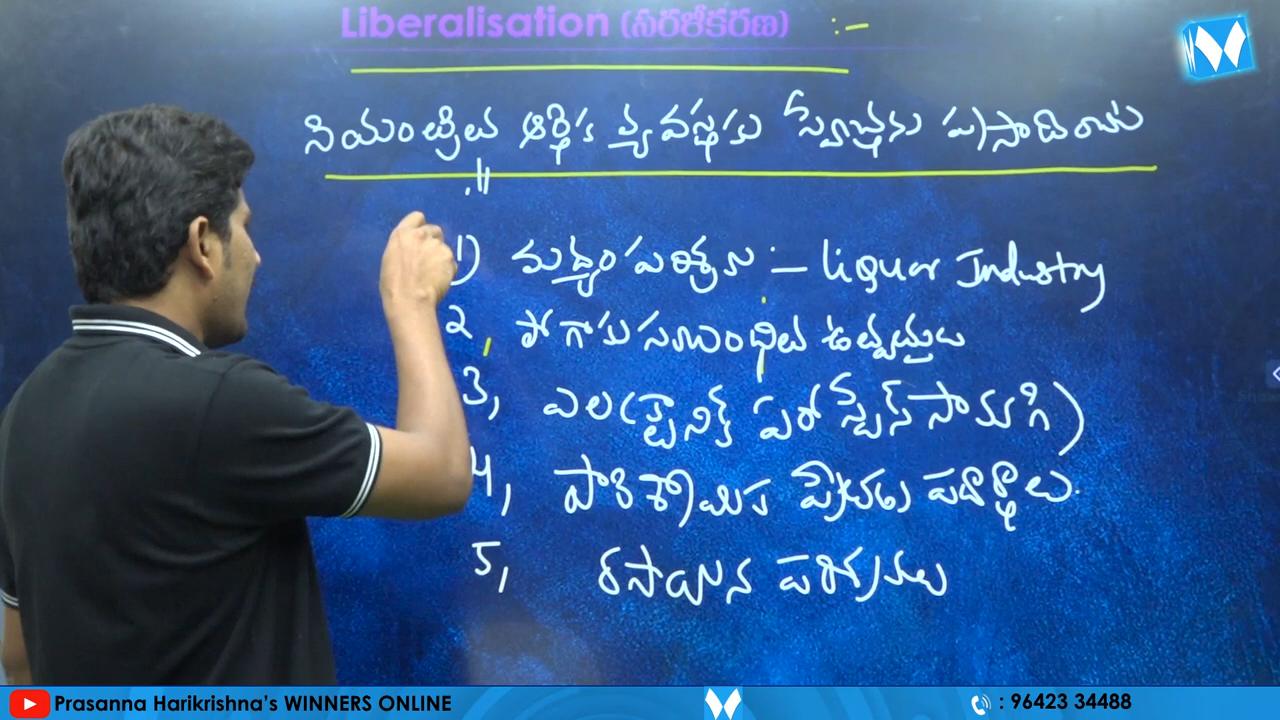 Liberalisation (సరళీకరణ) :-
నియంత్రిత ఆర్థిక వ్యవస్థకు స్వేచ్ఛను ప్రసాదించుట
1) మద్యం పరిశ్రమ :- liquor Industry
2, పొగాకు సంబంధిత ఉత్పత్తులు
3, ఎలక్ట్రానిక్ ఏరోస్పేస్ సామగ్రి)
4, పారిశ్రామిక ప్రేలుడు పదార్థాలు.
5, రసాయన పరిశ్రమలు
Prasanna Harikrishna's WINNERS ONLINE
: 96423 34488